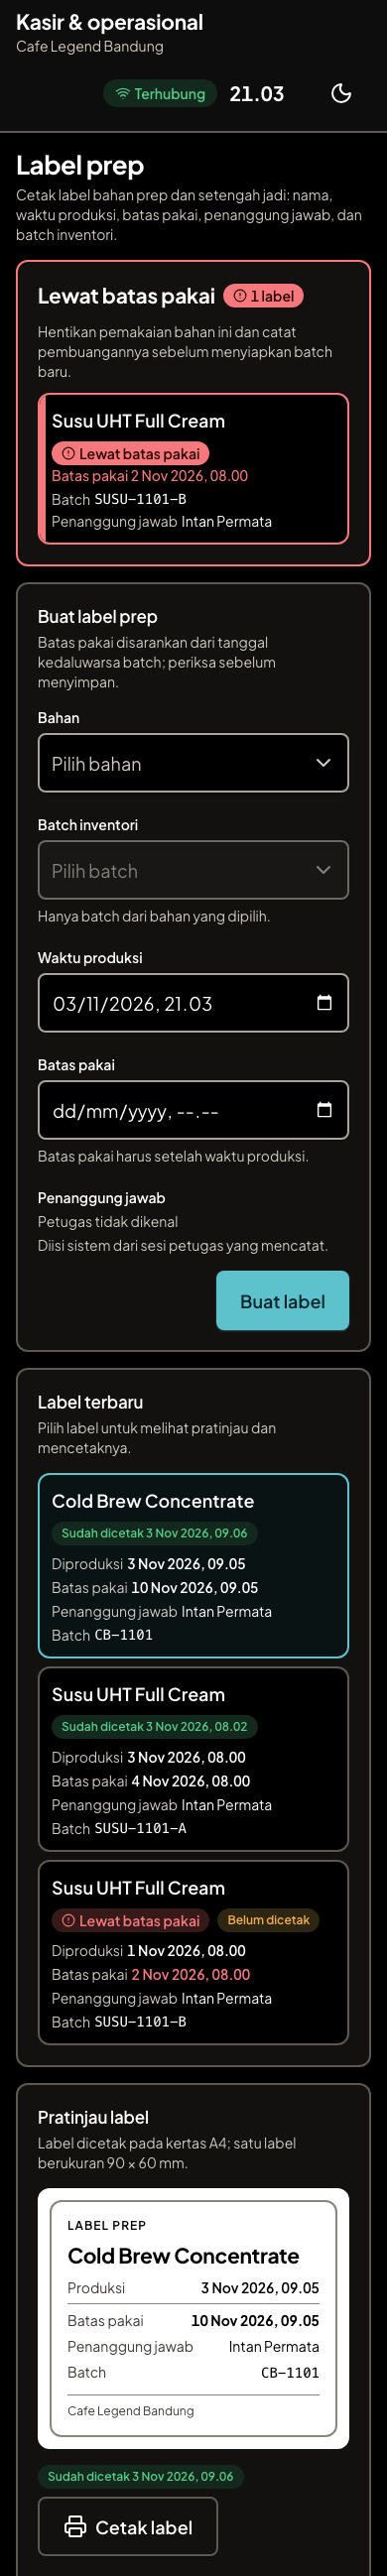 Kasir & operasional
Cafe Legend Bandung
Terhubung 21.03
Label prep
Cetak label bahan prep dan setengah jadi: nama,
waktu produksi, batas pakai, penanggung jawab, dan
batch inventori.
Lewat batas pakai 1 label
Hentikan pemakaian bahan ini dan catat
pembuangannya sebelum menyiapkan batch
baru.
Susu UHT Full Cream
Lewat batas pakai
Batas pakai 2 Nov 2026, 08.00
Batch SUSU-1101-B
Penanggung jawab Intan Permata
Buat label prep
Batas pakai disarankan dari tanggal
kedaluwarsa batch; periksa sebelum
menyimpan.
Bahan
Pilih bahan
Batch inventori
Pilih batch
Hanya batch dari bahan yang dipilih.
Waktu produksi
03/11/2026, 21.03
Batas pakai
dd/mm/yyyy, --.--
Batas pakai harus setelah waktu produksi.
Penanggung jawab
Petugas tidak dikenal
Diisi sistem dari sesi petugas yang mencatat.
Buat label
Label terbaru
Pilih label untuk melihat pratinjau dan
mencetaknya.
Cold Brew Concentrate
Sudah dicetak 3 Nov 2026, 09.06
Diproduksi 3 Nov 2026, 09.05
Batas pakai 10 Nov 2026, 09.05
Penanggung jawab Intan Permata
Batch CB-1101
Susu UHT Full Cream
Sudah dicetak 3 Nov 2026, 08.02
Diproduksi 3 Nov 2026, 08.00
Batas pakai 4 Nov 2026, 08.00
Penanggung jawab Intan Permata
Batch SUSU-1101-A
Susu UHT Full Cream
Lewat batas pakai Belum dicetak
Diproduksi 1 Nov 2026, 08.00
Batas pakai 2 Nov 2026, 08.00
Penanggung jawab Intan Permata
Batch SUSU-1101-B
Pratinjau label
Label dicetak pada kertas A4; satu label
berukuran 90 × 60 mm.
LABEL PREP
Cold Brew Concentrate
Produksi 3 Nov 2026, 09.05
Batas pakai 10 Nov 2026, 09.05
Penanggung jawab Intan Permata
Batch CB-1101
Cafe Legend Bandung
Sudah dicetak 3 Nov 2026, 09.06
Cetak label